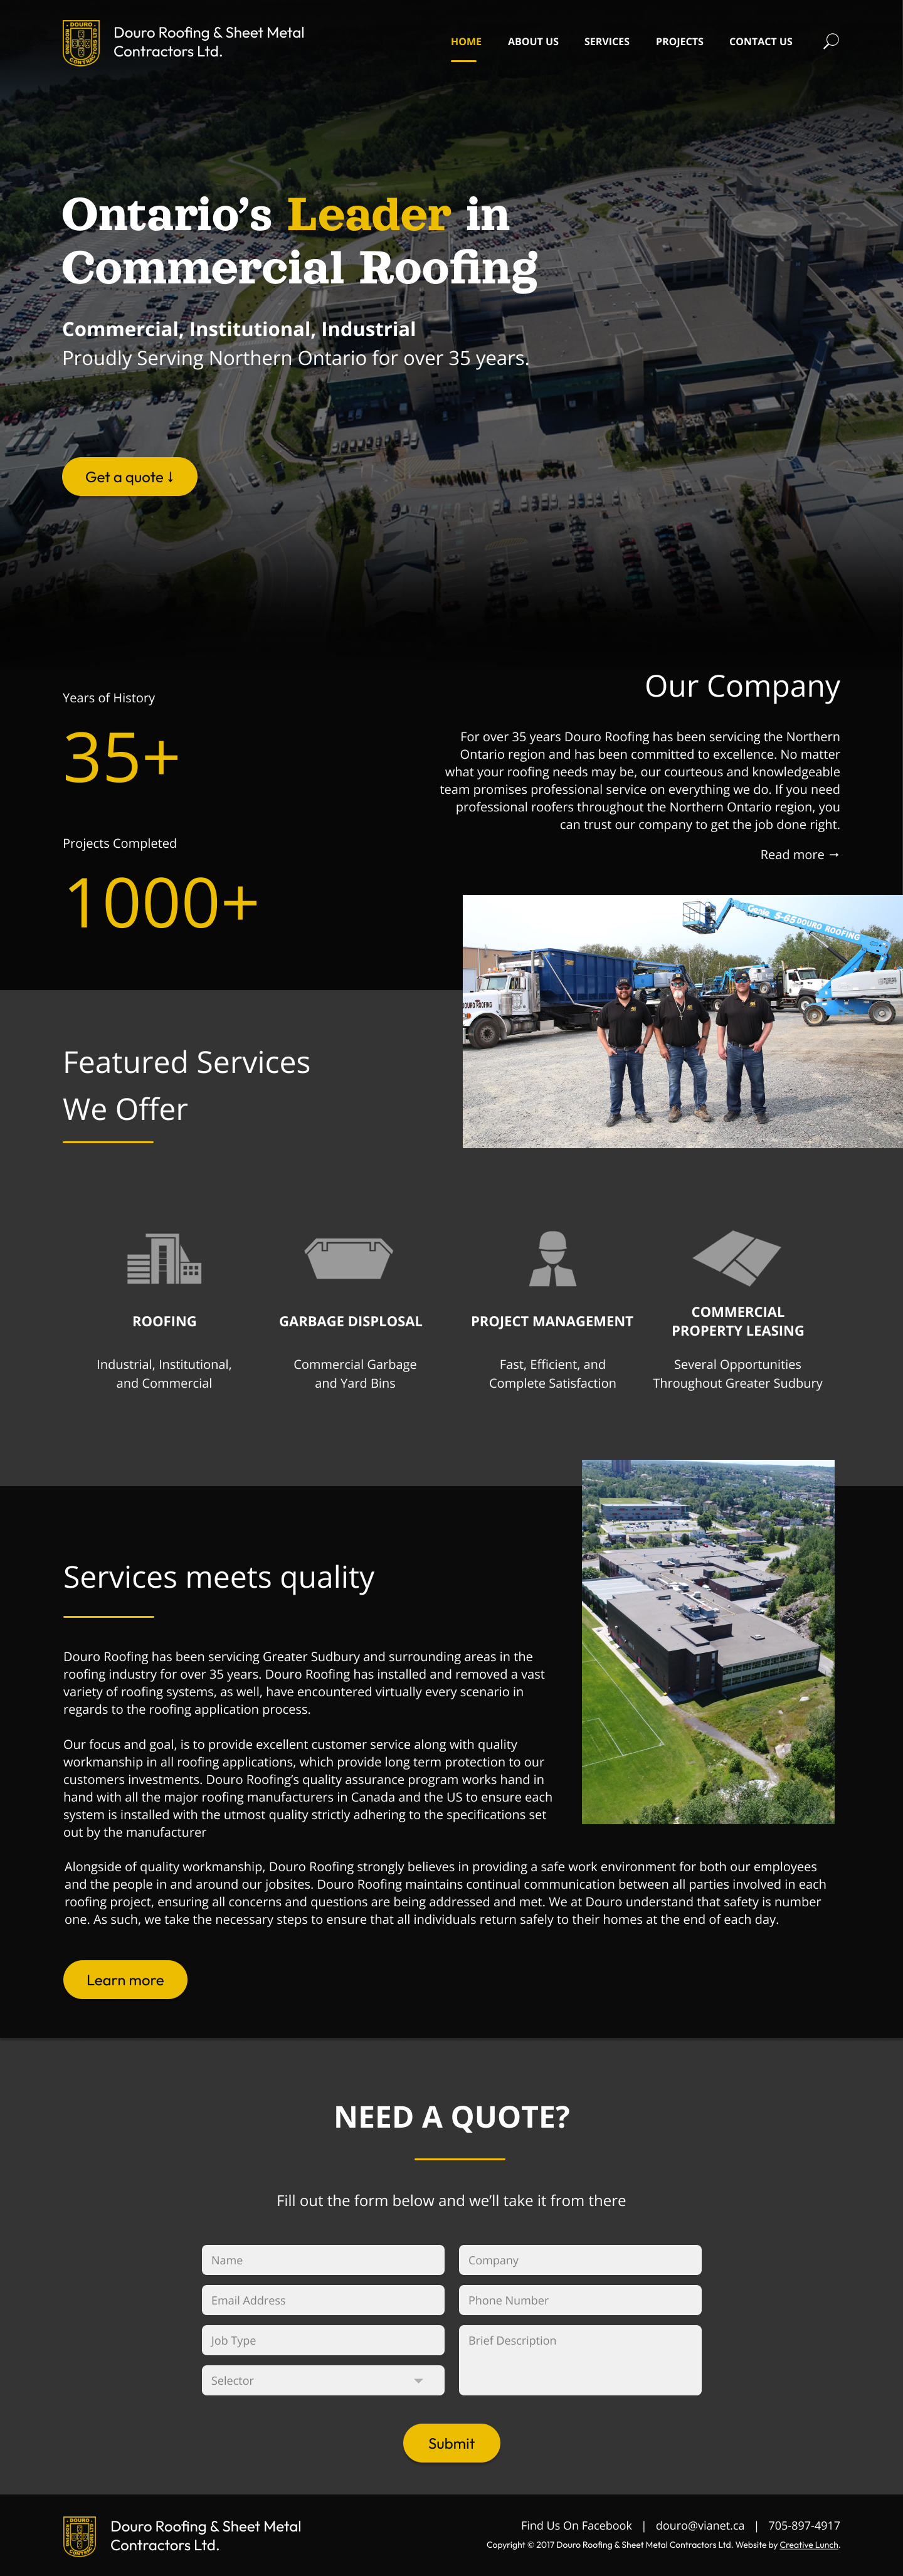 DOURO
ROOFING
CONTRACTORS
Douro Roofing & Sheet Metal
Contractors Ltd.
HOME
ABOUT US
SERVICES
PROJECTS
CONTACT US
Ontario’s Leader in
Commercial Roofing
Commercial, Institutional, Industrial
Proudly Serving Northern Ontario for over 35 years.
Get a quote ↓
Years of History
35+
Projects Completed
1000+
Our Company
For over 35 years Douro Roofing has been servicing the Northern
Ontario region and has been committed to excellence. No matter
what your roofing needs may be, our courteous and knowledgeable
team promises professional service on everything we do. If you need
professional roofers throughout the Northern Ontario region, you
can trust our company to get the job done right.
Read more →
Genie S-65 DOURO ROOFING
DOURO ROOFING
Featured Services
We Offer
ROOFING
Industrial, Institutional,
and Commercial
GARBAGE DISPLOSAL
Commercial Garbage
and Yard Bins
PROJECT MANAGEMENT
Fast, Efficient, and
Complete Satisfaction
COMMERCIAL
PROPERTY LEASING
Several Opportunities
Throughout Greater Sudbury
Services meets quality
Douro Roofing has been servicing Greater Sudbury and surrounding areas in the
roofing industry for over 35 years. Douro Roofing has installed and removed a vast
variety of roofing systems, as well, have encountered virtually every scenario in
regards to the roofing application process.
Our focus and goal, is to provide excellent customer service along with quality
workmanship in all roofing applications, which provide long term protection to our
customers investments. Douro Roofing’s quality assurance program works hand in
hand with all the major roofing manufacturers in Canada and the US to ensure each
system is installed with the utmost quality strictly adhering to the specifications set
out by the manufacturer
Alongside of quality workmanship, Douro Roofing strongly believes in providing a safe work environment for both our employees
and the people in and around our jobsites. Douro Roofing maintains continual communication between all parties involved in each
roofing project, ensuring all concerns and questions are being addressed and met. We at Douro understand that safety is number
one. As such, we take the necessary steps to ensure that all individuals return safely to their homes at the end of each day.
Learn more
NEED A QUOTE?
Fill out the form below and we’ll take it from there
Name
Company
Email Address
Phone Number
Job Type
Brief Description
Selector
Submit
DOURO
ROOFING
CONTRACTORS
Douro Roofing & Sheet Metal
Contractors Ltd.
Find Us On Facebook | douro@vianet.ca | 705-897-4917
Copyright © 2017 Douro Roofing & Sheet Metal Contractors Ltd. Website by Creative Lunch.